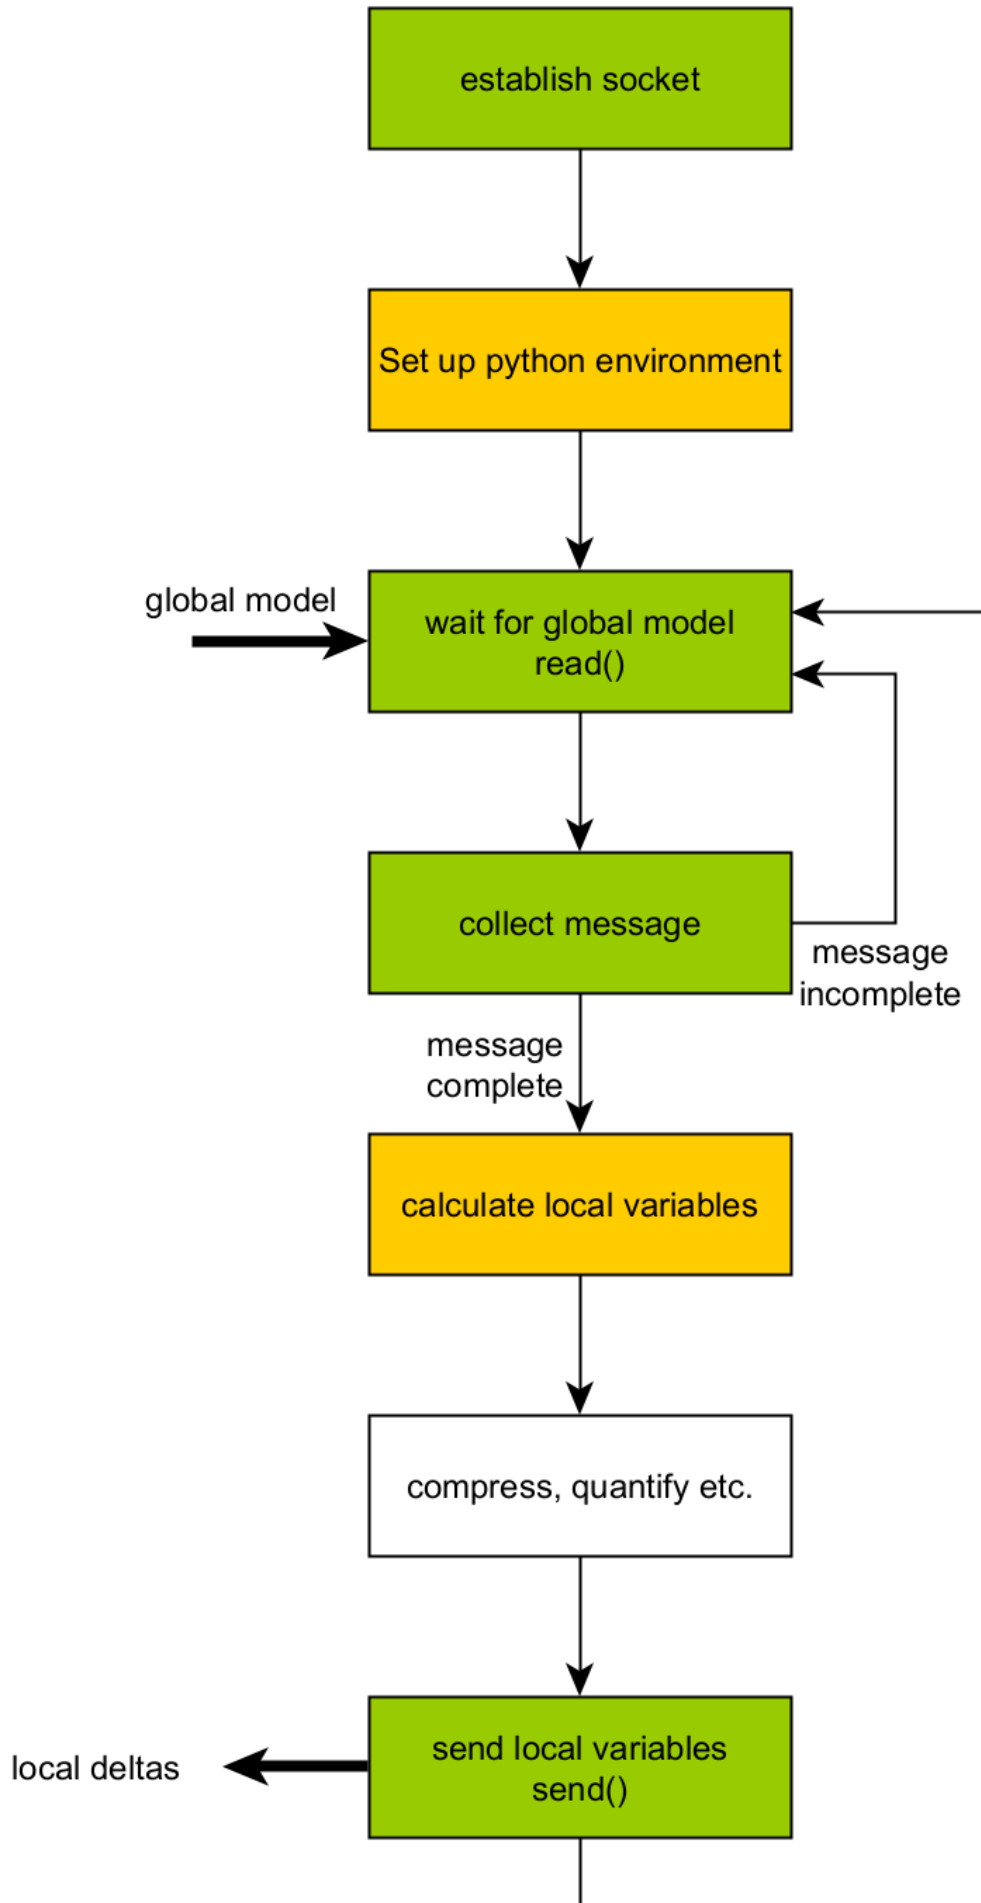 establish socket
Set up python environment
global model
wait for global model
read()
collect message
message
incomplete
message
complete
calculate local variables
compress, quantify etc.
send local variables
send()
local deltas